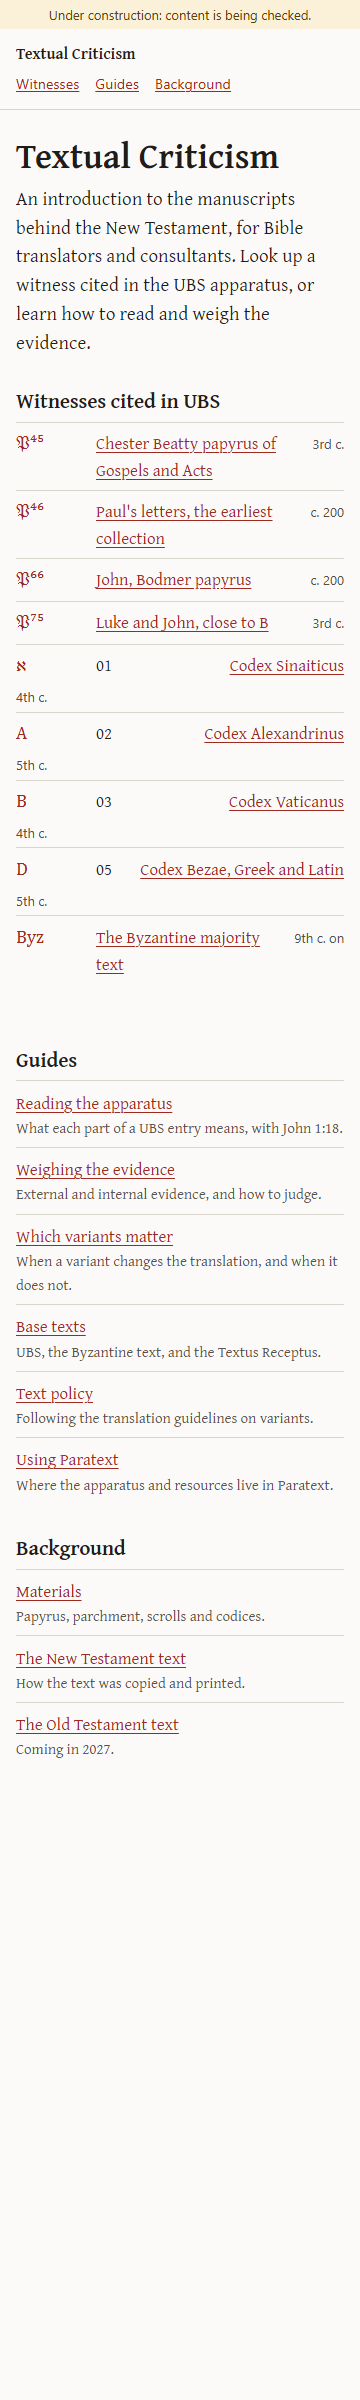 Under construction: content is being checked.
Textual Criticism
Witnesses Guides Background
Textual Criticism
An introduction to the manuscripts
behind the New Testament, for Bible
translators and consultants. Look up a
witness cited in the UBS apparatus, or
learn how to read and weigh the
evidence.
Witnesses cited in UBS
𝔓⁴⁵ Chester Beatty papyrus of 3rd c.
Gospels and Acts
𝔓⁴⁶ Paul's letters, the earliest c. 200
collection
𝔓⁶⁶ John, Bodmer papyrus c. 200
𝔓⁷⁵ Luke and John, close to B 3rd c.
א 01 Codex Sinaiticus
4th c.
A 02 Codex Alexandrinus
5th c.
B 03 Codex Vaticanus
4th c.
D 05 Codex Bezae, Greek and Latin
5th c.
Byz The Byzantine majority 9th c. on
text
Guides
Reading the apparatus
What each part of a UBS entry means, with John 1:18.
Weighing the evidence
External and internal evidence, and how to judge.
Which variants matter
When a variant changes the translation, and when it
does not.
Base texts
UBS, the Byzantine text, and the Textus Receptus.
Text policy
Following the translation guidelines on variants.
Using Paratext
Where the apparatus and resources live in Paratext.
Background
Materials
Papyrus, parchment, scrolls and codices.
The New Testament text
How the text was copied and printed.
The Old Testament text
Coming in 2027.